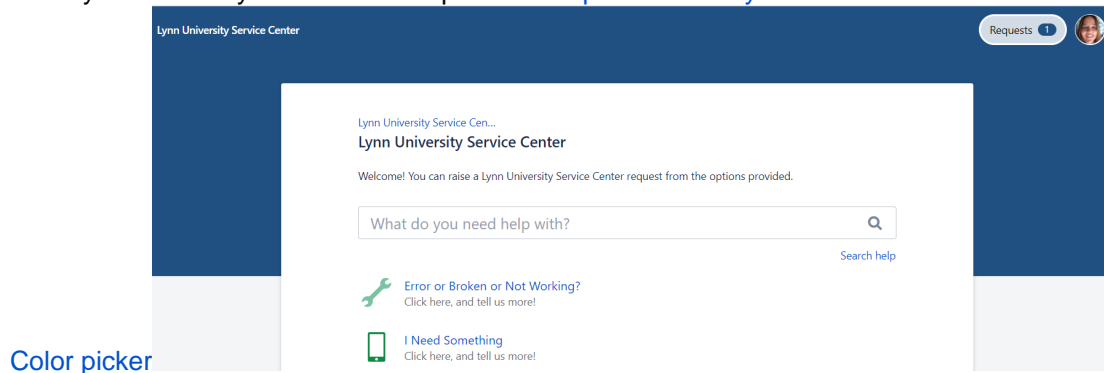 Lynn University Service Center
Requests 1
Lynn University Service Cen...
Lynn University Service Center
Welcome! You can raise a Lynn University Service Center request from the options provided.
What do you need help with?
Search help
Error or Broken or Not Working?
Click here, and tell us more!
I Need Something
Click here, and tell us more!
Color picker